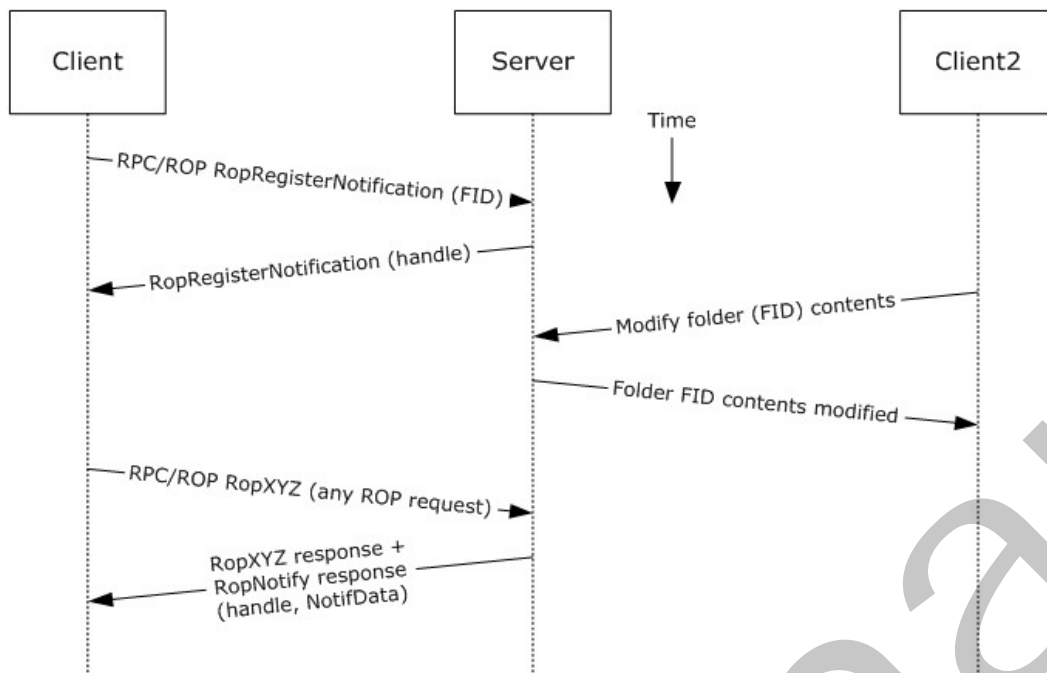 Client
Server
Client2
Time
RPC/ROP RopRegisterNotification (FID)
RopRegisterNotification (handle)
Modify folder (FID) contents
Folder FID contents modified
RPC/ROP RopXYZ (any ROP request)
RopXYZ response +
RopNotify response
(handle, NotifData)